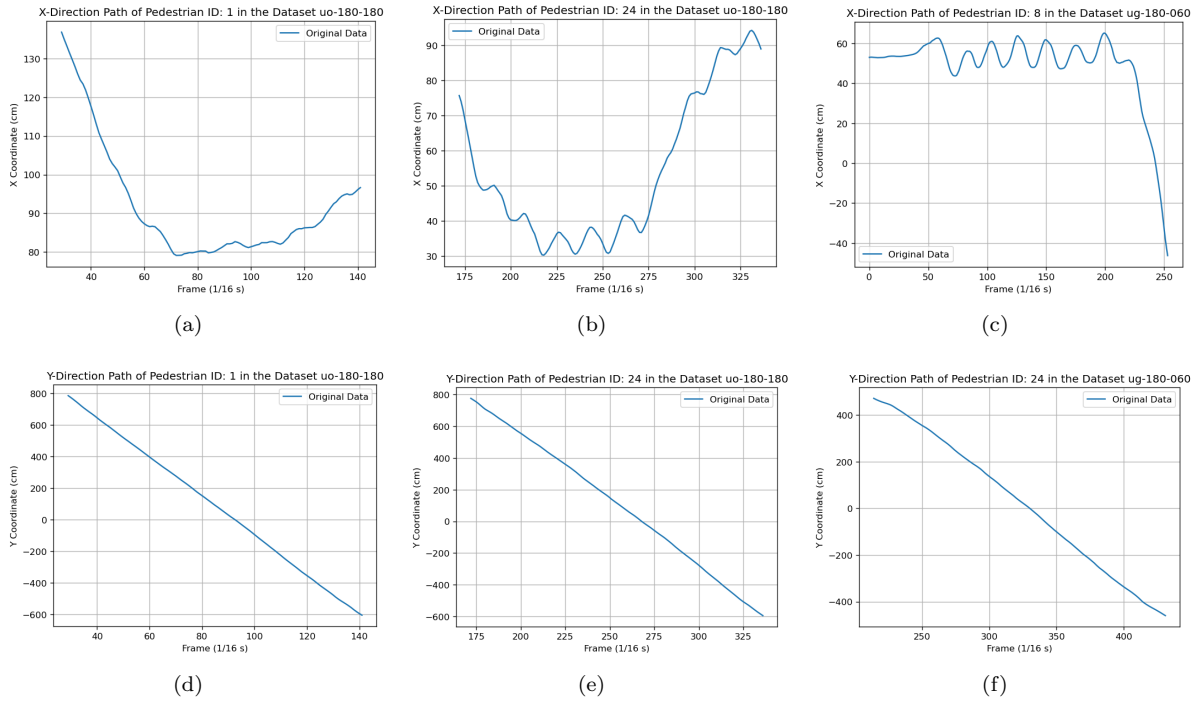 X-Direction Path of Pedestrian ID: 1 in the Dataset uo-180-180
Original Data
X Coordinate (cm)
130
120
110
100
90
80
40
60
80
100
120
140
Frame (1/16 s)
(a)
X-Direction Path of Pedestrian ID: 24 in the Dataset uo-180-180
Original Data
X Coordinate (cm)
90
80
70
60
50
40
30
175
200
225
250
275
300
325
Frame (1/16 s)
(b)
X-Direction Path of Pedestrian ID: 8 in the Dataset ug-180-060
Original Data
X Coordinate (cm)
60
40
20
0
−20
−40
0
50
100
150
200
250
Frame (1/16 s)
(c)
Y-Direction Path of Pedestrian ID: 1 in the Dataset uo-180-180
Original Data
Y Coordinate (cm)
800
600
400
200
0
−200
−400
−600
40
60
80
100
120
140
Frame (1/16 s)
(d)
Y-Direction Path of Pedestrian ID: 24 in the Dataset uo-180-180
Original Data
Y Coordinate (cm)
800
600
400
200
0
−200
−400
−600
175
200
225
250
275
300
325
Frame (1/16 s)
(e)
Y-Direction Path of Pedestrian ID: 24 in the Dataset ug-180-060
Original Data
Y Coordinate (cm)
400
200
0
−200
−400
250
300
350
400
Frame (1/16 s)
(f)